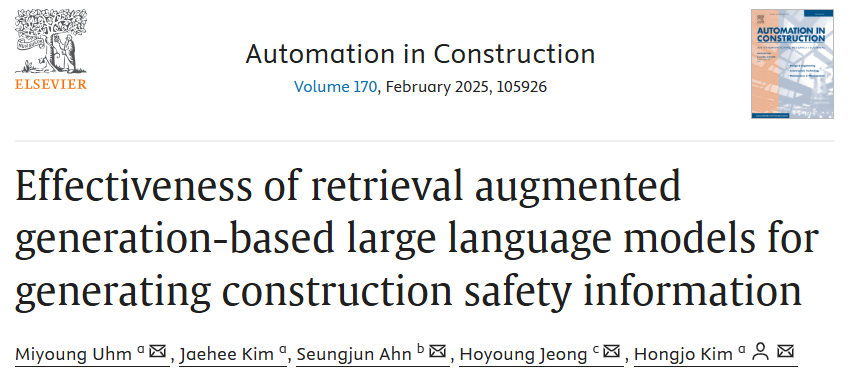 ELSEVIER
Automation in Construction
Volume 170, February 2025, 105926
AUTOMATION IN
CONSTRUCTION
Effectiveness of retrieval augmented
generation-based large language models for
generating construction safety information
Miyoung Uhm a, Jaehee Kim a, Seungjun Ahn b, Hoyoung Jeong c, Hongjo Kim a